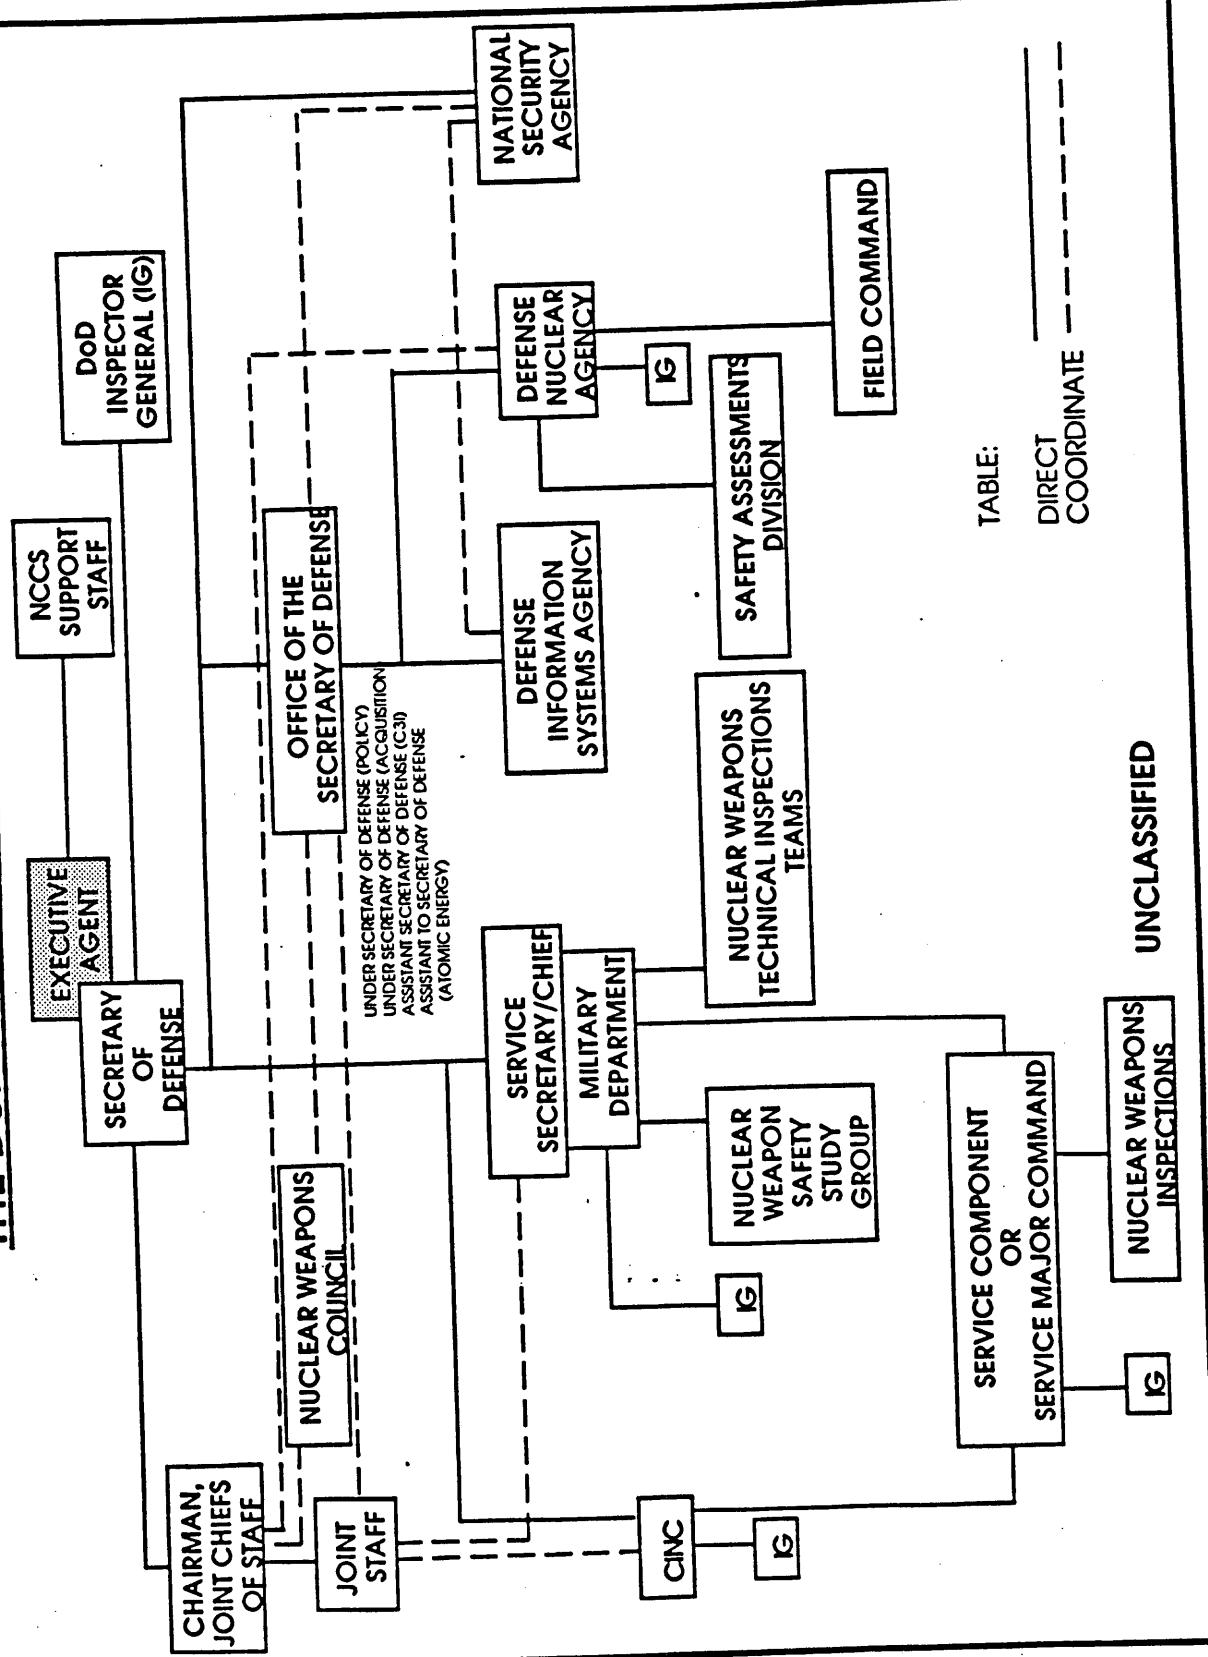 NCCS
SUPPORT
STAFF
EXECUTIVE
AGENT
DoD
INSPECTOR
GENERAL (IG)
SECRETARY
OF
DEFENSE
CHAIRMAN,
JOINT CHIEFS
OF STAFF
NUCLEAR WEAPONS
COUNCIL
OFFICE OF THE
SECRETARY OF DEFENSE
UNDER SECRETARY OF DEFENSE (POLICY)
UNDER SECRETARY OF DEFENSE (ACQUISITION)
ASSISTANT SECRETARY OF DEFENSE (C3I)
ASSISTANT TO SECRETARY OF DEFENSE
(ATOMIC ENERGY)
JOINT
STAFF
SERVICE
SECRETARY/CHIEF
MILITARY
DEPARTMENT
DEFENSE
INFORMATION
SYSTEMS AGENCY
DEFENSE
NUCLEAR
AGENCY
NATIONAL
SECURITY
AGENCY
IG
CINC
IG
IG
NUCLEAR
WEAPON
SAFETY
STUDY
GROUP
NUCLEAR WEAPONS
TECHNICAL INSPECTIONS
TEAMS
SAFETY ASSESSMENTS
DIVISION
FIELD COMMAND
SERVICE COMPONENT
OR
SERVICE MAJOR COMMAND
IG
NUCLEAR WEAPONS
INSPECTIONS
TABLE:
DIRECT
COORDINATE
UNCLASSIFIED